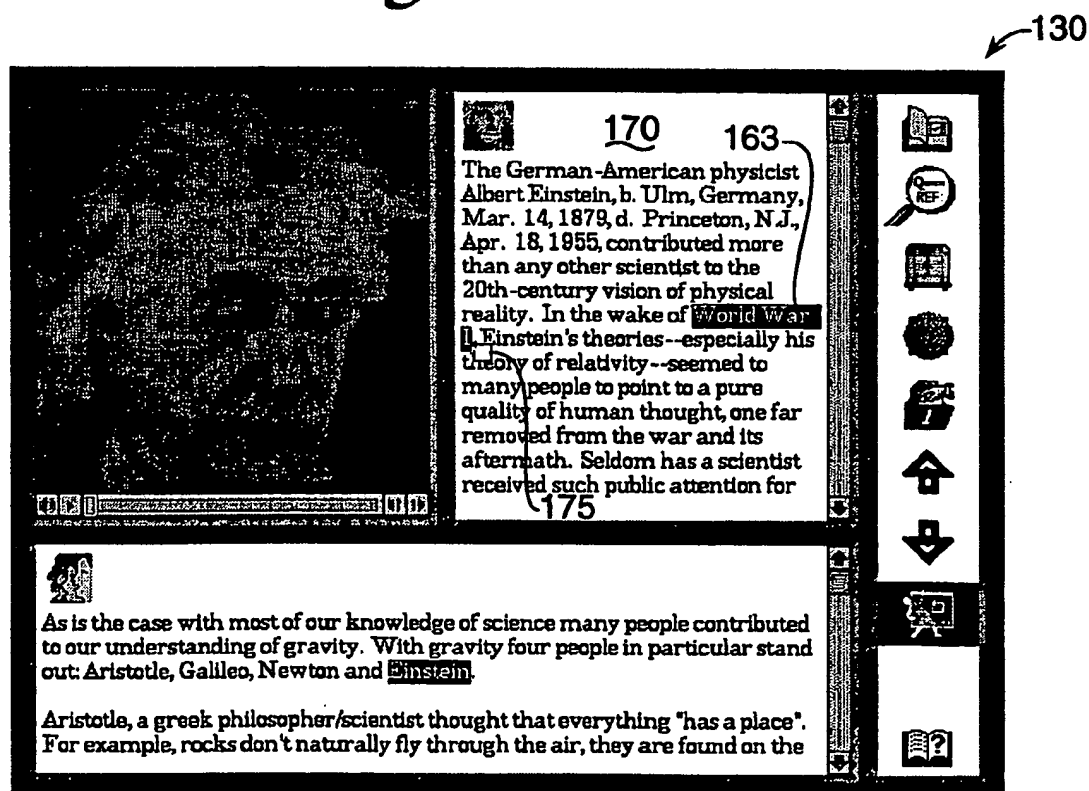 130
170 163
The German-American physicist
Albert Einstein, b. Ulm, Germany,
Mar. 14, 1879, d. Princeton, N.J.,
Apr. 18, 1955, contributed more
than any other scientist to the
20th-century vision of physical
reality. In the wake of World War
I, Einstein's theories--especially his
theory of relativity--seemed to
many people to point to a pure
quality of human thought, one far
removed from the war and its
aftermath. Seldom has a scientist
received such public attention for
175
REF
1
As is the case with most of our knowledge of science many people contributed
to our understanding of gravity. With gravity four people in particular stand
out: Aristotle, Galileo, Newton and Einstein.
Aristotle, a greek philosopher/scientist thought that everything "has a place".
For example, rocks don't naturally fly through the air, they are found on the
?